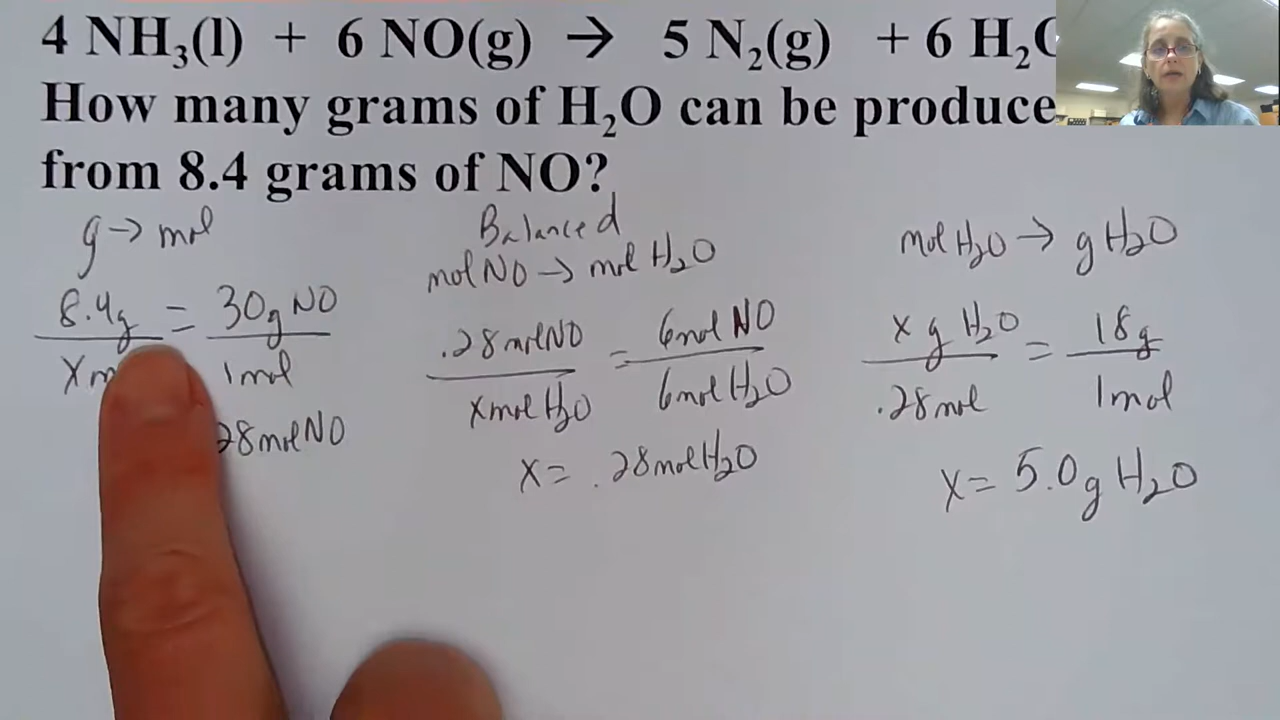 4 NH₃(l) + 6 NO(g) → 5 N₂(g) + 6 H₂O
How many grams of H₂O can be produce
from 8.4 grams of NO?
g → mol
8.4g = 30g NO
x m 1 mol
28 mol NO
Balanced
mol NO → mol H₂O
.28 mol NO = 6 mol NO
x mol H₂O 6 mol H₂O
x = .28 mol H₂O
mol H₂O → g H₂O
x g H₂O = 18g
.28 mol 1 mol
x = 5.0g H₂O